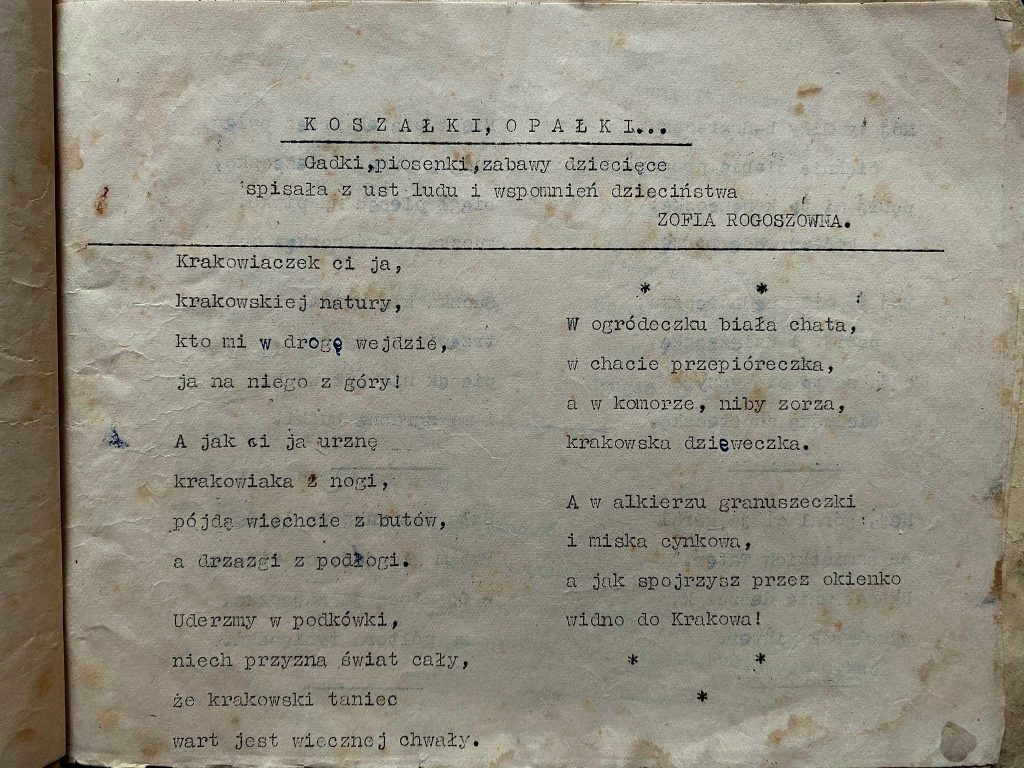 K O S Z A Ł K I, O P A Ł K I...
Gadki,piosenki,zabawy dziecięce
spisała z ust ludu i wspomnień dzieciństwa
ZOFIA ROGOSZOWNA.
Krakowiaczek ci ja,
krakowskiej natury,
kto mi w drogę wejdzie,
ja na niego z góry!
A jak ci ja urznę
krakowiaka z nogi,
pójdą wiechcie z butów,
a drzazgi z podłogi.
Uderzmy w podkówki,
niech przyzna świat cały,
że krakowski taniec
wart jest wiecznej chwały.
* *
W ogródeczku biała chata,
w chacie przepióreczka,
a w komorze, niby zorza,
krakowska dzieweczka.
A w alkierzu granuszeczki
i miska cynkowa,
a jak spojrzysz przez okienko
widno do Krakowa!
* *
*